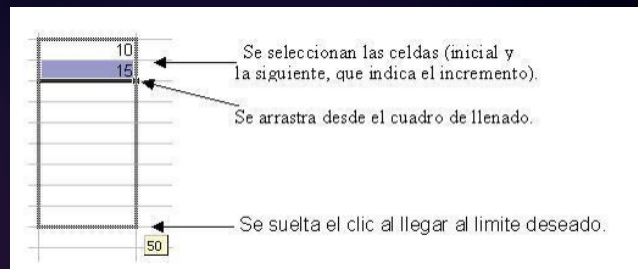 10
15
Se seleccionan las celdas (inicial y
la siguiente, que indica el incremento).
Se arrastra desde el cuadro de llenado.
Se suelta el clic al llegar al limite deseado.
50